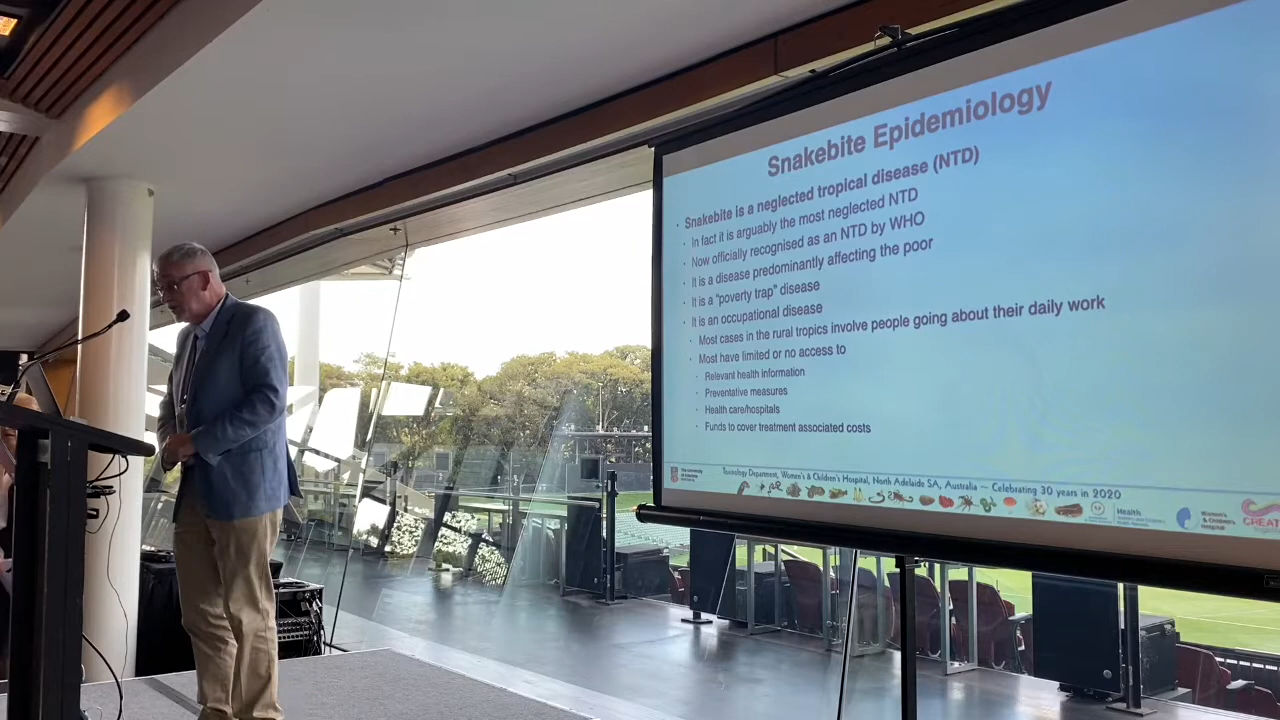 Snakebite Epidemiology
Snakebite is a neglected tropical disease (NTD)
In fact it is arguably the most neglected NTD
Now officially recognised as an NTD by WHO
It is a disease predominantly affecting the poor
It is a "poverty trap" disease
It is an occupational disease
Most cases in the rural tropics involve people going about their daily work
Most have limited or no access to
Relevant health information
Preventative measures
Health care/hospitals
Funds to cover treatment associated costs
Toxinology Department, Women's & Children's Hospital, North Adelaide SA, Australia ~ Celebrating 30 years in 2020
Health
Women's
& Children's
Hospital